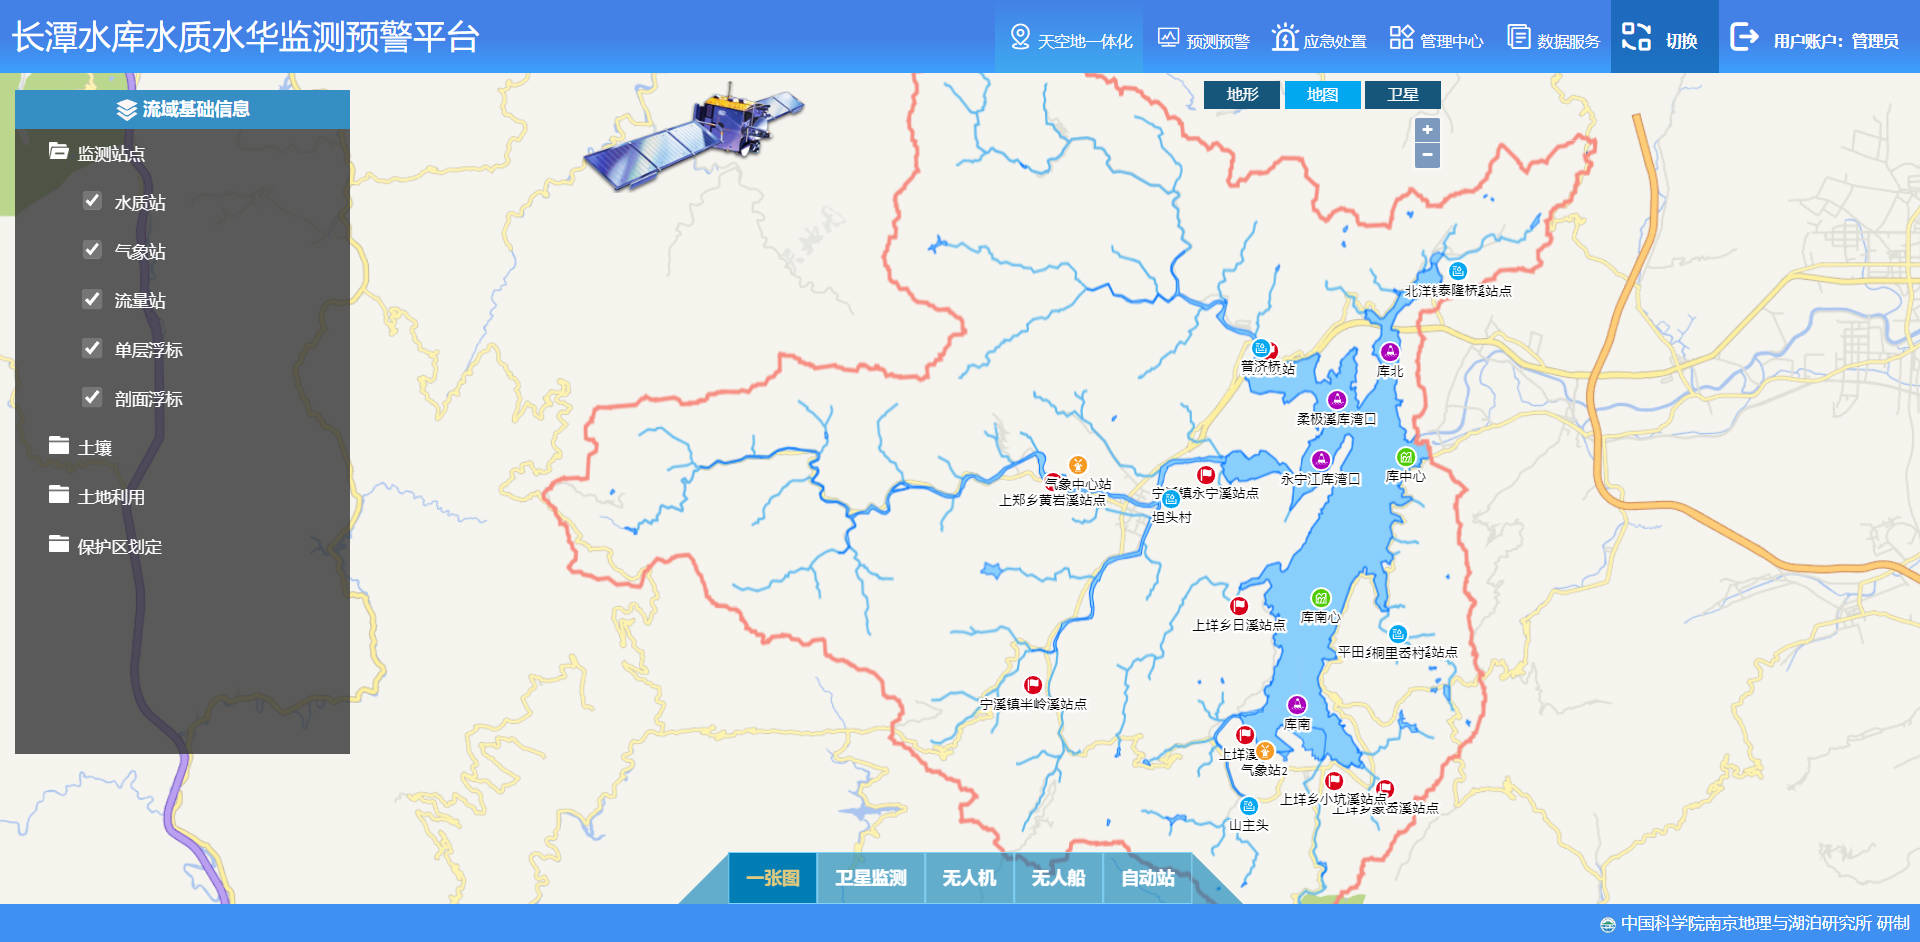 长潭水库水质水华监测预警平台
天空地一体化
预测预警
应急处置
管理中心
数据服务
切换
用户账户：管理员
流域基础信息
监测站点
水质站
气象站
流量站
单层浮标
剖面浮标
土壤
土地利用
保护区划定
地形
地图
卫星
+
−
泰隆桥
站点
普济桥
库北
柔极溪库湾口
永宁江库湾口
库中心
气象中心站
上郑乡黄岩溪站点
宁溪镇永宁溪站点
坦头村
上垟乡日溪站点
库南心
平田
桐里岙村
站点
宁溪镇半岭溪站点
库南
上垟
气象站2
上垟乡小坑溪站点
溪站点
山主头
一张图
卫星监测
无人机
无人船
自动站
中国科学院南京地理与湖泊研究所 研制